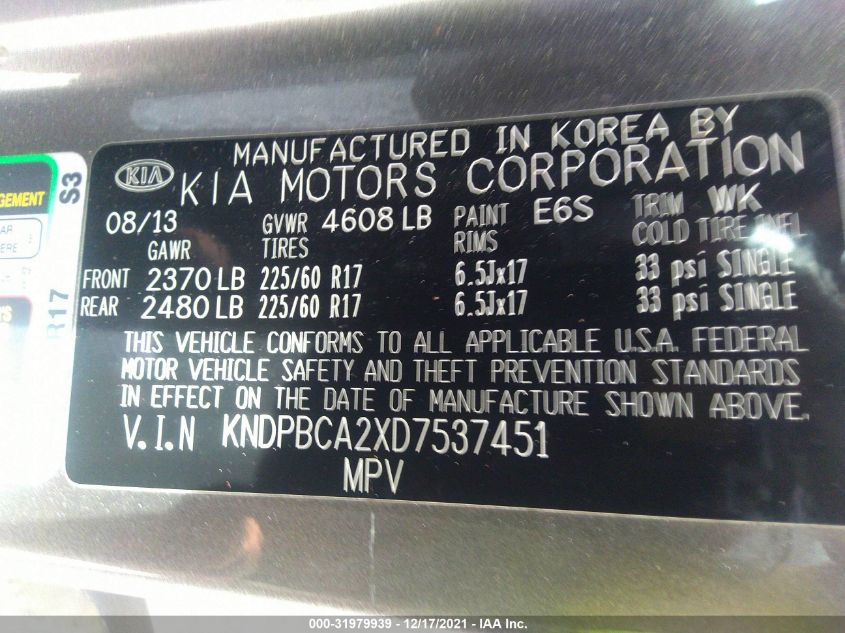 MANUFACTURED IN KOREA BY
KIA KIA MOTORS CORPORATION
08/13 GVWR 4608 LB PAINT E6S TRIM WK
GAWR TIRES RIMS COLD TIRE INFL
FRONT 2370 LB 225/60 R17 6.5Jx17 33 psi SINGLE
REAR 2480 LB 225/60 R17 6.5Jx17 33 psi SINGLE
THIS VEHICLE CONFORMS TO ALL APPLICABLE U.S.A. FEDERAL
MOTOR VEHICLE SAFETY AND THEFT PREVENTION STANDARDS
IN EFFECT ON THE DATE OF MANUFACTURE SHOWN ABOVE.
V.I.N KNDPBCA2XD7537451
MPV
S3
R17
000-31979939 - 12/17/2021 - IAA Inc.